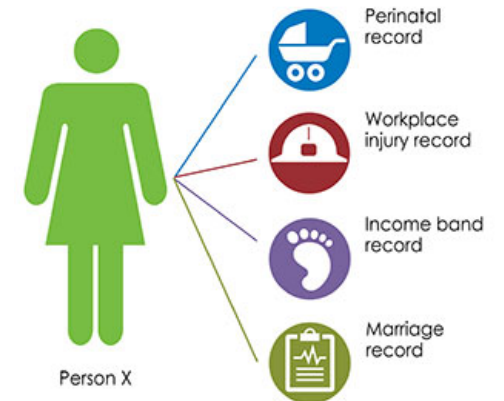 Perinatal
record
Workplace
injury record
Income band
record
Marriage
record
Person X